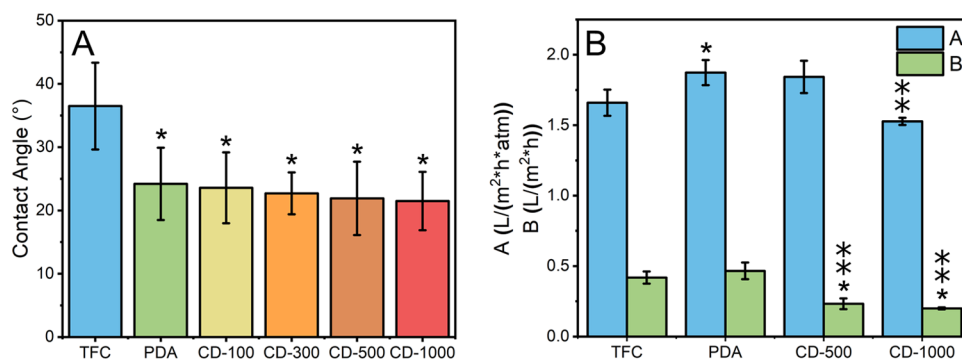 A
Contact Angle (°)
50
40
30
20
10
0
* * * * *
TFC PDA CD-100 CD-300 CD-500 CD-1000
B
A (L/(m²*h*atm))
B (L/(m²*h))
2.0
1.5
1.0
0.5
0.0
A
B
*
**
***
***
TFC PDA CD-500 CD-1000